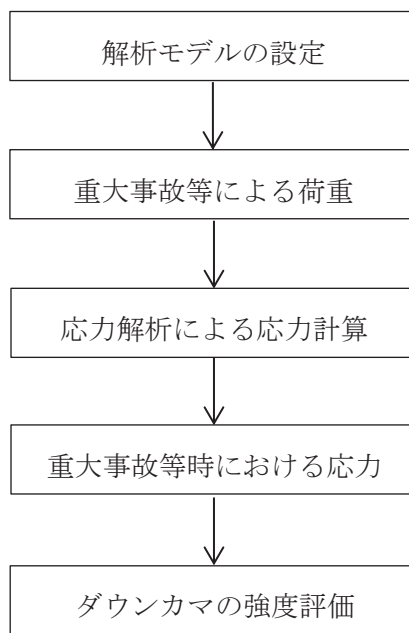 解析モデルの設定
重大事故等による荷重
応力解析による応力計算
重大事故等時における応力
ダウンカマの強度評価